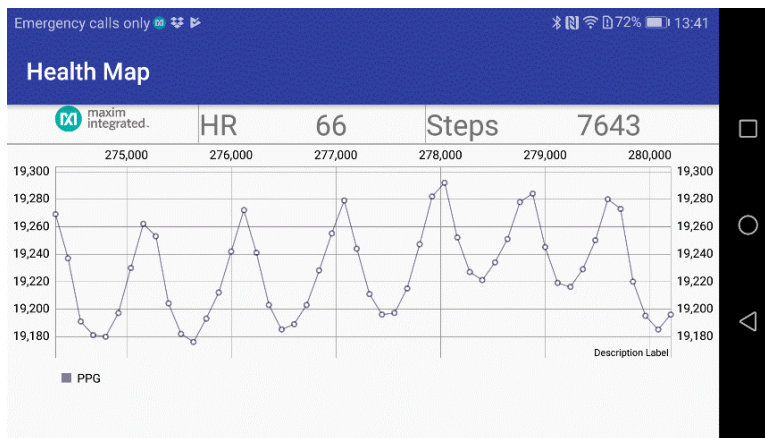 Emergency calls only 72% 13:41
Health Map
maxim
integrated. HR 66 Steps 7643
275,000 276,000 277,000 278,000 279,000 280,000
19,300 19,300
19,280 19,280
19,260 19,260
19,240 19,240
19,220 19,220
19,200 19,200
19,180 19,180
Description Label
PPG